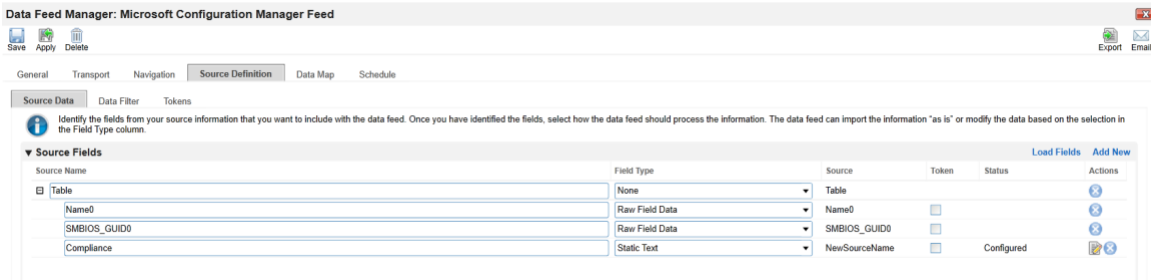 Data Feed Manager: Microsoft Configuration Manager Feed
Save Apply Delete Export Email
General Transport Navigation Source Definition Data Map Schedule
Source Data Data Filter Tokens
Identify the fields from your source information that you want to include with the data feed. Once you have identified the fields, select how the data feed should process the information. The data feed can import the information "as is" or modify the data based on the selection in
the Field Type column.
Source Fields Load Fields Add New
Source Name Field Type Source Token Status Actions
Table None Table
Name0 Raw Field Data Name0
SMBIOS_GUID0 Raw Field Data SMBIOS_GUID0
Compliance Static Text NewSourceName Configured